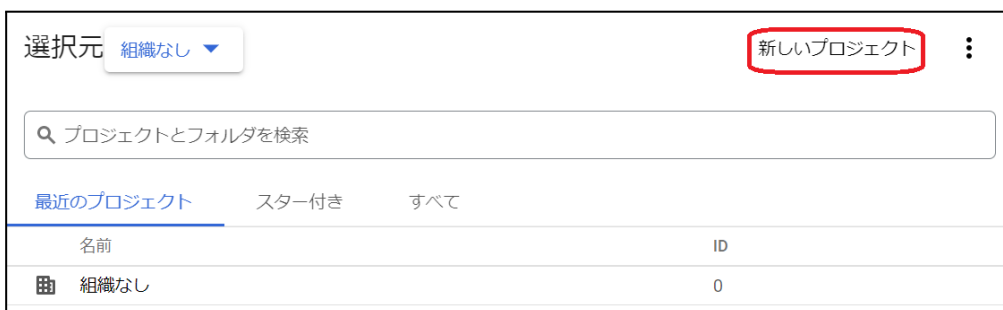 選択元 組織なし 新しいプロジェクト
プロジェクトとフォルダを検索
最近のプロジェクト スター付き すべて
名前 ID
組織なし 0